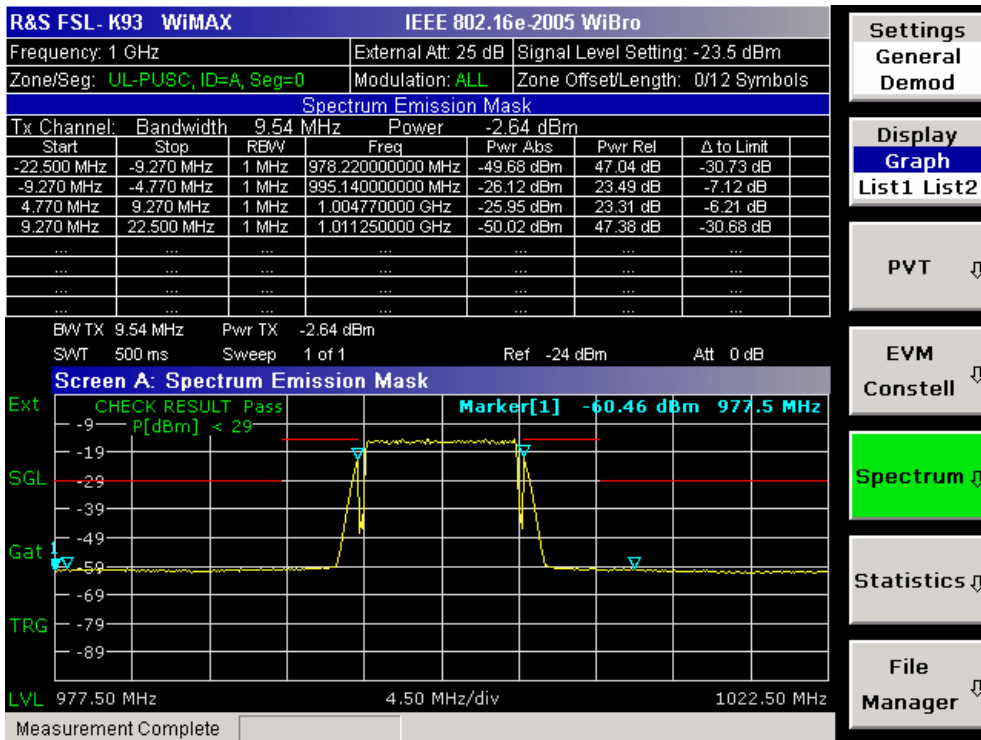 R&S FSL-K93 WiMAX IEEE 802.16e-2005 WiBro
Frequency: 1 GHz External Att: 25 dB Signal Level Setting: -23.5 dBm
Zone/Seg: UL-PUSC, ID=A, Seg=0 Modulation: ALL Zone Offset/Length: 0/12 Symbols
Spectrum Emission Mask
Tx Channel: Bandwidth 9.54 MHz Power -2.64 dBm
Start Stop RBW Freq Pwr Abs Pwr Rel Δ to Limit
-22.500 MHz -9.270 MHz 1 MHz 978.220000000 MHz -49.68 dBm 47.04 dB -30.73 dB
-9.270 MHz -4.770 MHz 1 MHz 995.140000000 MHz -26.12 dBm 23.49 dB -7.12 dB
4.770 MHz 9.270 MHz 1 MHz 1.004770000 GHz -25.95 dBm 23.31 dB -6.21 dB
9.270 MHz 22.500 MHz 1 MHz 1.011250000 GHz -50.02 dBm 47.38 dB -30.68 dB
... ... ... ... ... ... ...
... ... ... ... ... ... ...
... ... ... ... ... ... ...
... ... ... ... ... ... ...
BW TX 9.54 MHz Pwr TX -2.64 dBm
SWT 500 ms Sweep 1 of 1 Ref -24 dBm Att 0 dB
Screen A: Spectrum Emission Mask
CHECK RESULT Pass Marker[1] -60.46 dBm 977.5 MHz
P[dBm] < 29
-9
-19
-29
-39
-49
1
-59
-69
-79
-89
Ext
SGL
Gat
TRG
LVL
977.50 MHz 4.50 MHz/div 1022.50 MHz
Measurement Complete
Settings
General
Demod
Display
Graph
List1 List2
PVT
EVM
Constell
Spectrum
Statistics
File
Manager